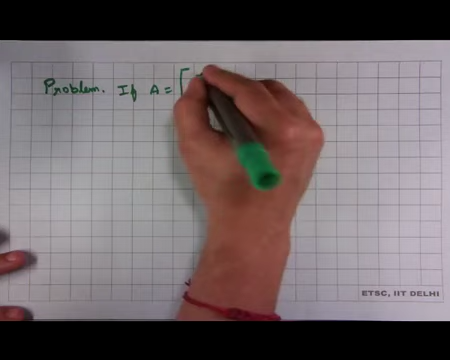 Problem. If A = [
ETSC, IIT DELHI